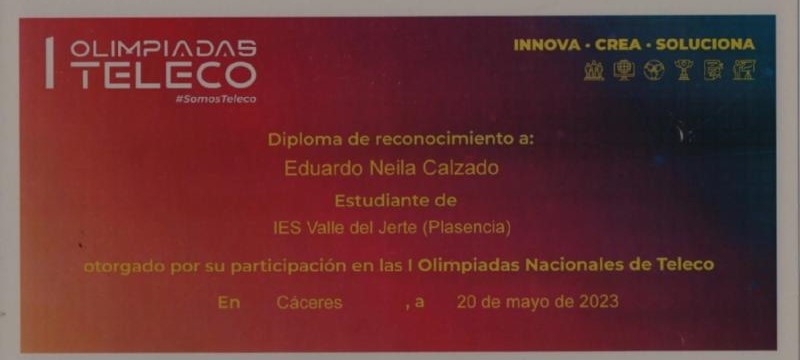 I OLIMPIADAS
TELECO
#SomosTeleco
INNOVA · CREA · SOLUCIONA
Diploma de reconocimiento a:
Eduardo Neila Calzado
Estudiante de
IES Valle del Jerte (Plasencia)
otorgado por su participación en las I Olimpiadas Nacionales de Teleco
En Cáceres , a 20 de mayo de 2023